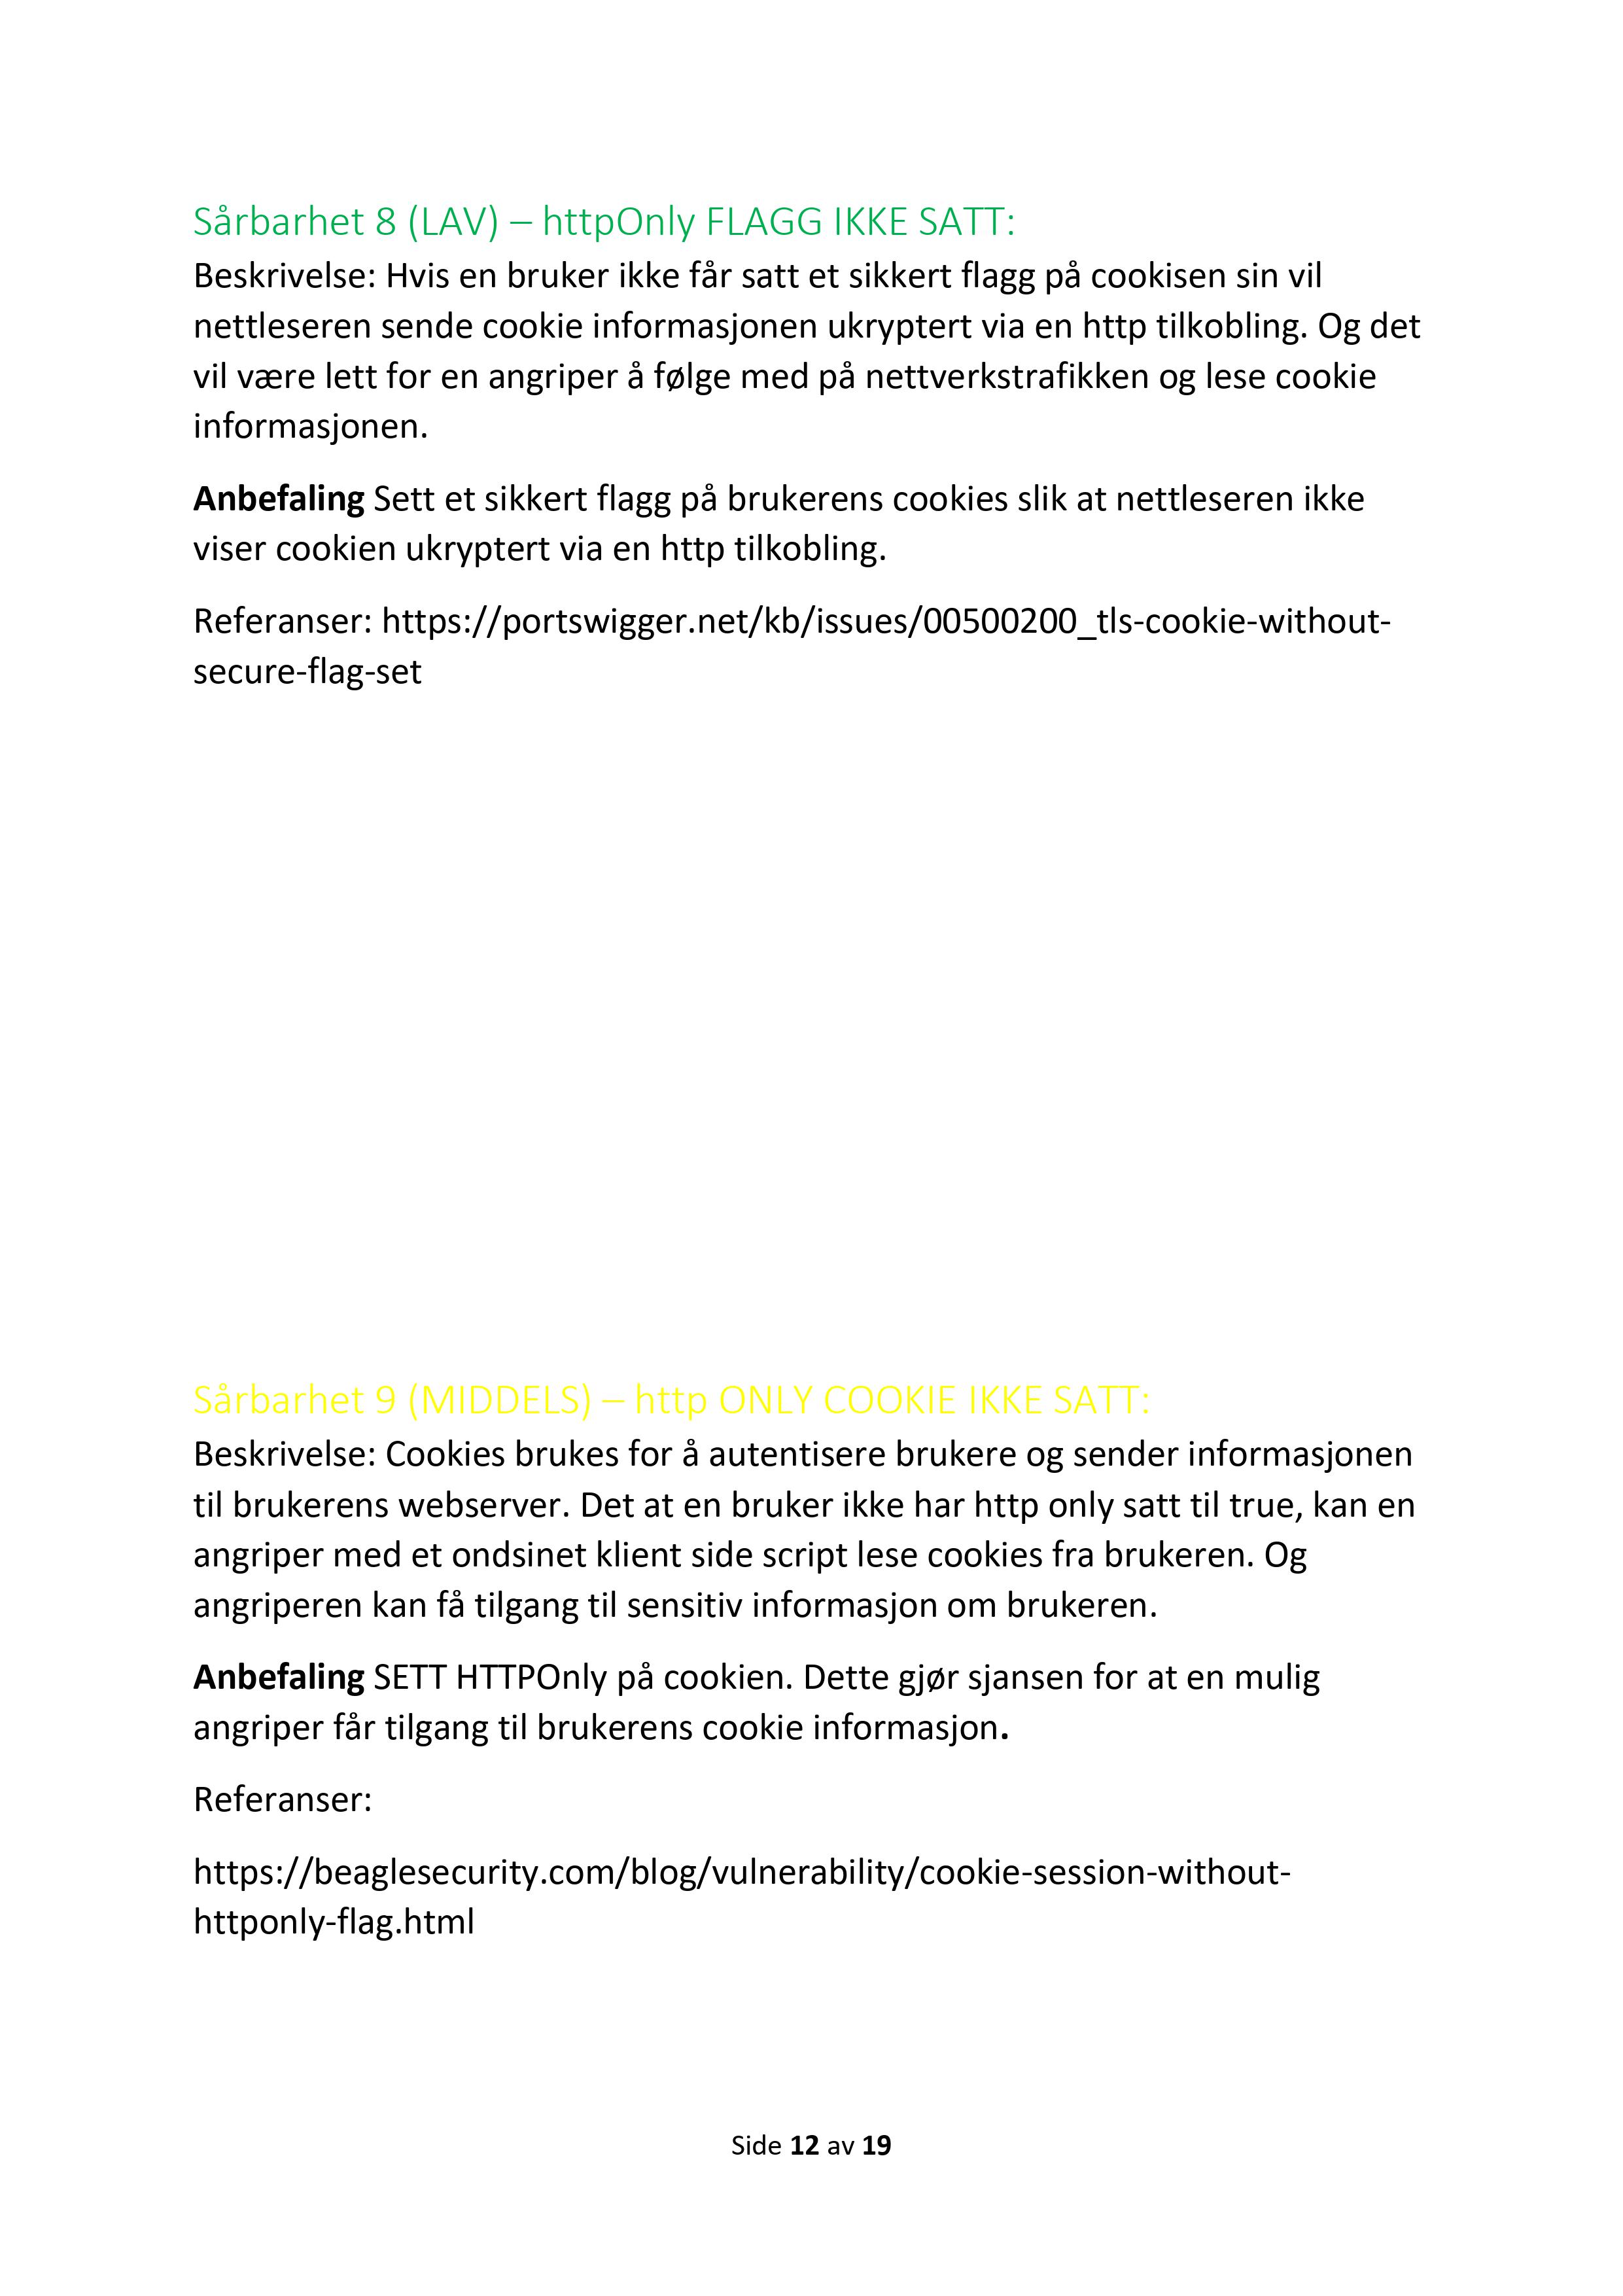 Sårbarhet 8 (LAV) – httpOnly FLAGG IKKE SATT:
Beskrivelse: Hvis en bruker ikke får satt et sikkert flagg på cookisen sin vil
nettleseren sende cookie informasjonen ukryptert via en http tilkobling. Og det
vil være lett for en angriper å følge med på nettverkstrafikken og lese cookie
informasjonen.
Anbefaling Sett et sikkert flagg på brukerens cookies slik at nettleseren ikke
viser cookien ukryptert via en http tilkobling.
Referanser: https://portswigger.net/kb/issues/00500200_tls-cookie-without-
secure-flag-set
Sårbarhet 9 (MIDDELS) – http ONLY COOKIE IKKE SATT:
Beskrivelse: Cookies brukes for å autentisere brukere og sender informasjonen
til brukerens webserver. Det at en bruker ikke har http only satt til true, kan en
angriper med et ondsinet klient side script lese cookies fra brukeren. Og
angriperen kan få tilgang til sensitiv informasjon om brukeren.
Anbefaling SETT HTTPOnly på cookien. Dette gjør sjansen for at en mulig
angriper får tilgang til brukerens cookie informasjon.
Referanser:
https://beaglesecurity.com/blog/vulnerability/cookie-session-without-
httponly-flag.html
Side 12 av 19